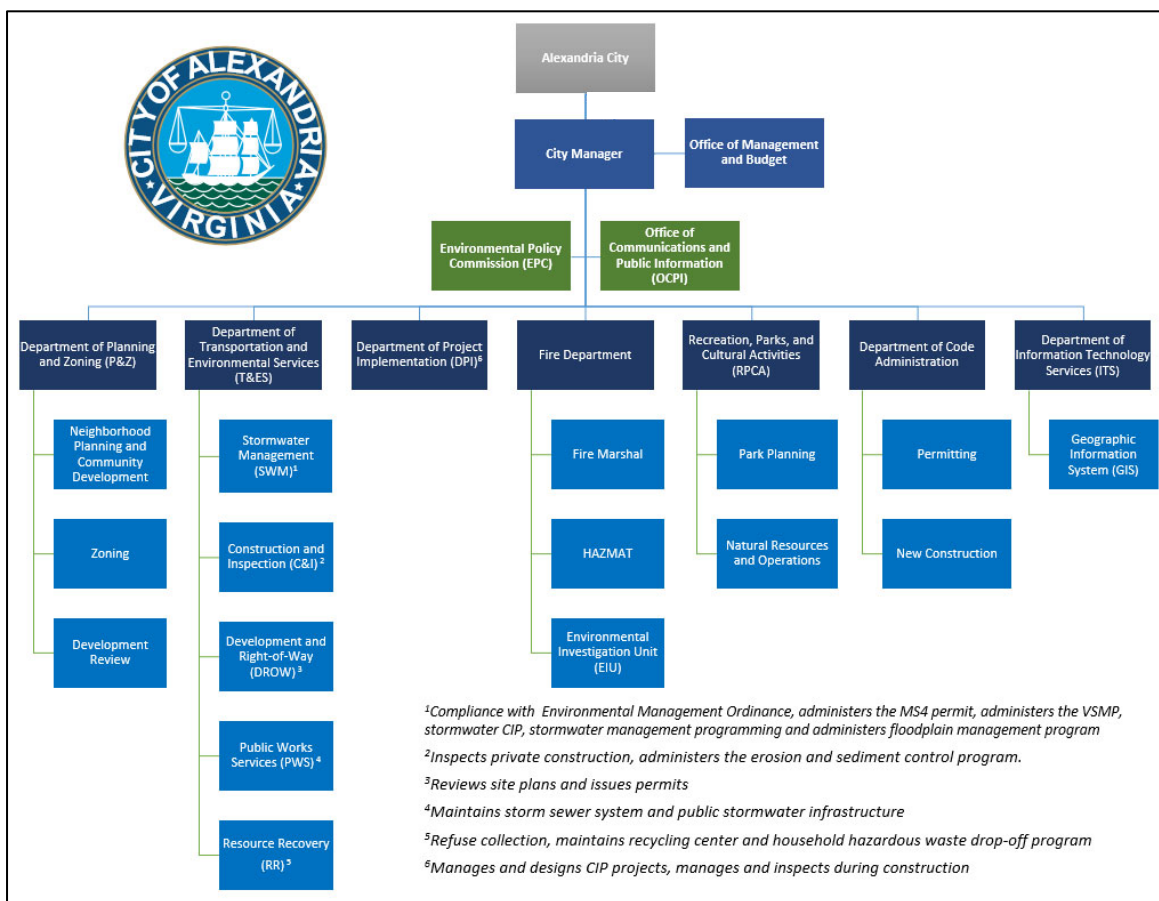 CITY OF ALEXANDRIA
VIRGINIA
Alexandria City
City Manager
Office of Management
and Budget
Environmental Policy
Commission (EPC)
Office of
Communications and
Public Information
(OCPI)
Department of Planning
and Zoning (P&Z)
Department of
Transportation and
Environmental Services
(T&ES)
Department of Project
Implementation (DPI)⁶
Fire Department
Recreation, Parks, and
Cultural Activities
(RPCA)
Department of Code
Administration
Department of
Information Technology
Services (ITS)
Neighborhood
Planning and
Community
Development
Zoning
Development
Review
Stormwater
Management
(SWM)¹
Construction and
Inspection (C&I) ²
Development and
Right-of-Way
(DROW) ³
Public Works
Services (PWS) ⁴
Resource Recovery
(RR) ⁵
Fire Marshal
HAZMAT
Environmental
Investigation Unit
(EIU)
Park Planning
Natural Resources
and Operations
Permitting
New Construction
Geographic
Information
System (GIS)
¹Compliance with Environmental Management Ordinance, administers the MS4 permit, administers the VSMP,
stormwater CIP, stormwater management programming and administers floodplain management program
²Inspects private construction, administers the erosion and sediment control program.
³Reviews site plans and issues permits
⁴Maintains storm sewer system and public stormwater infrastructure
⁵Refuse collection, maintains recycling center and household hazardous waste drop-off program
⁶Manages and designs CIP projects, manages and inspects during construction